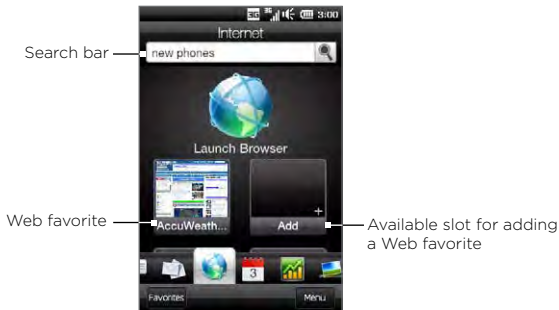 3G 3G 3:00
Internet
Search bar
new phones
Launch Browser
Web favorite
AccuWeath...
Add
Available slot for adding
a Web favorite
3
Favorites
Menu